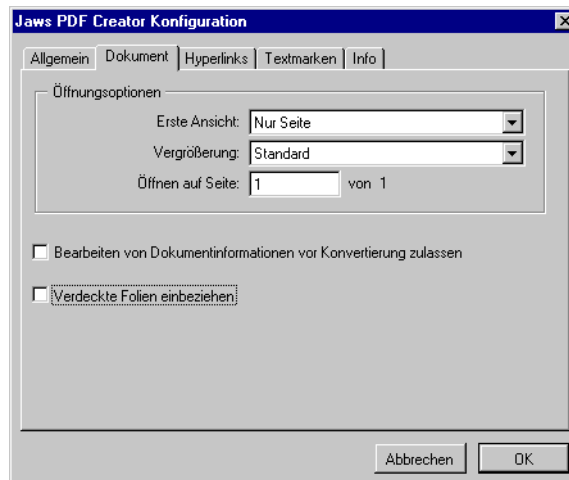 Jaws PDF Creator Konfiguration
Allgemein Dokument Hyperlinks Textmarken Info
Öffnungsoptionen
Erste Ansicht: Nur Seite
Vergrößerung: Standard
Öffnen auf Seite: 1 von 1
Bearbeiten von Dokumentinformationen vor Konvertierung zulassen
Verdeckte Folien einbeziehen
Abbrechen OK